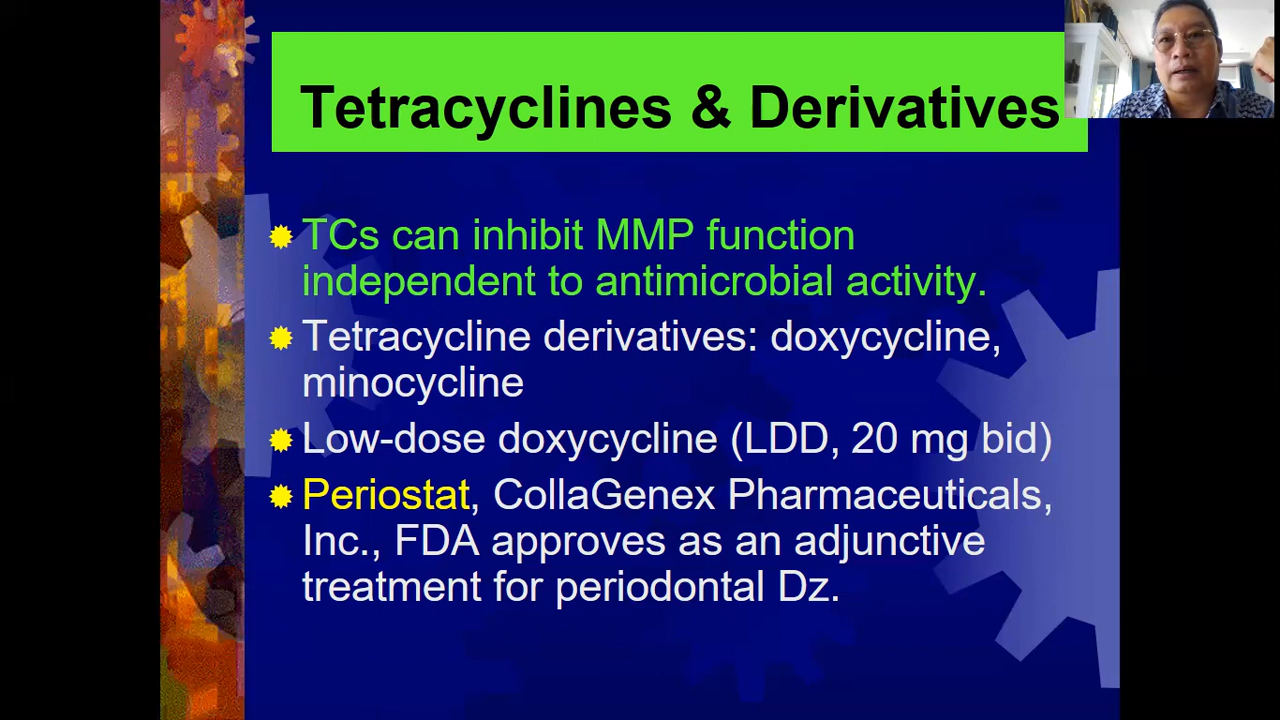 Tetracyclines & Derivatives
TCs can inhibit MMP function
independent to antimicrobial activity.
Tetracycline derivatives: doxycycline,
minocycline
Low-dose doxycycline (LDD, 20 mg bid)
Periostat, CollaGenex Pharmaceuticals,
Inc., FDA approves as an adjunctive
treatment for periodontal Dz.